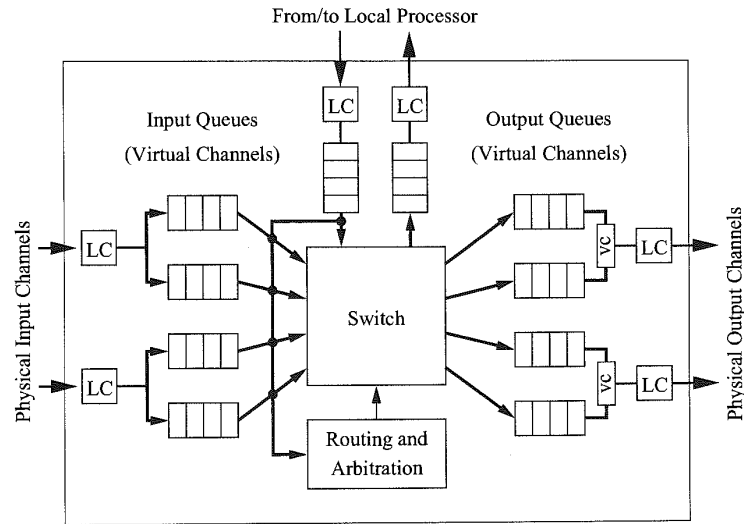 From/to Local Processor
LC
LC
Input Queues
(Virtual Channels)
Output Queues
(Virtual Channels)
Physical Input Channels
LC
LC
Switch
Routing and
Arbitration
VC
VC
LC
LC
Physical Output Channels